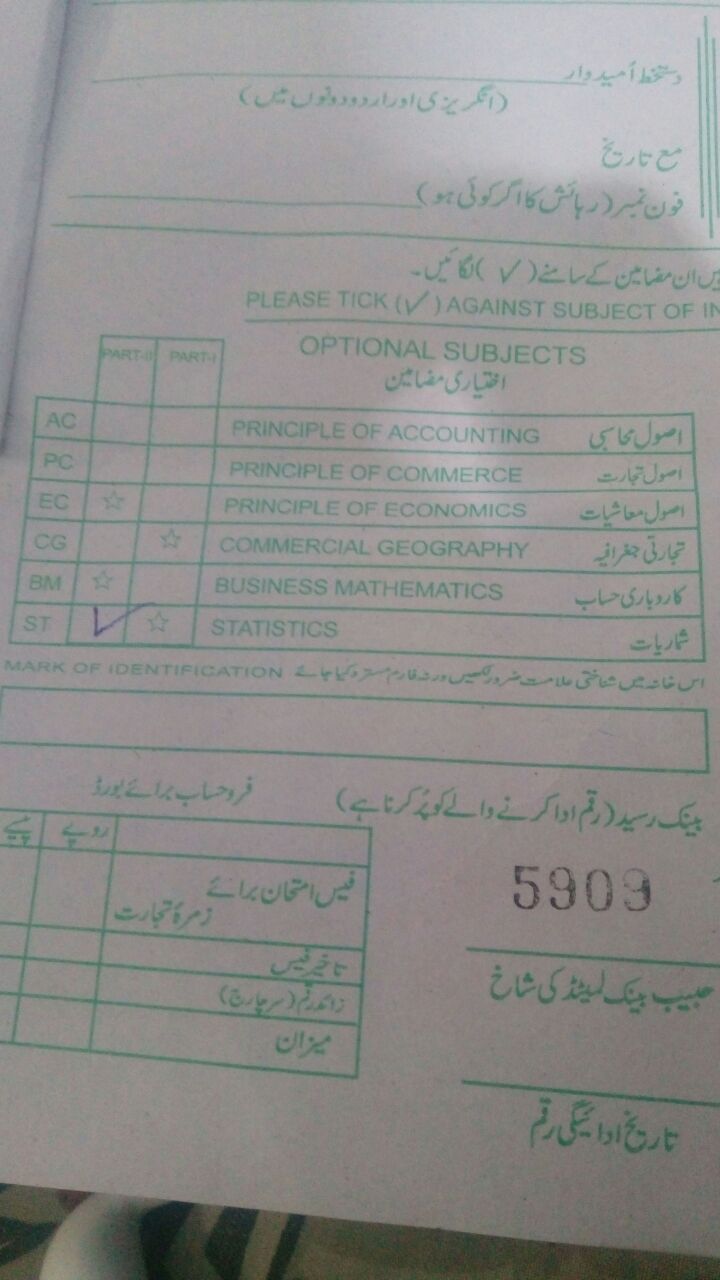 دستخط اُمیدوار
(انگریزی اور اردو دونوں میں)
مع تاریخ
فون نمبر (رہائش کا اگر کوئی ہو)
ان مضامین کے سامنے (✓) لگائیں۔
PLEASE TICK (✓) AGAINST SUBJECT OF IN
PART-II PART-I OPTIONAL SUBJECTS
اختیاری مضامین
AC PRINCIPLE OF ACCOUNTING اصول محاسبی
PC PRINCIPLE OF COMMERCE اصول تجارت
EC ☆ PRINCIPLE OF ECONOMICS اصول معاشیات
CG ☆ COMMERCIAL GEOGRAPHY تجارتی جغرافیہ
BM ☆ BUSINESS MATHEMATICS کاروباری حساب
ST ✓ ☆ STATISTICS شماریات
MARK OF IDENTIFICATION اس خانہ میں شناختی علامت ضرور لکھیں ورنہ فارم مسترد کیا جائے
بینک رسید (رقم ادا کرنے والے کو پُر کرنا ہے)
فرد حساب برائے بورڈ
روپے پیسے
5909
فیس امتحان برائے
زمرۂ تجارت
تاخیر فیس
حبیب بینک لمیٹڈ کی شاخ
زائد رقم (سرچارج)
میزان
تاریخ ادائیگی رقم